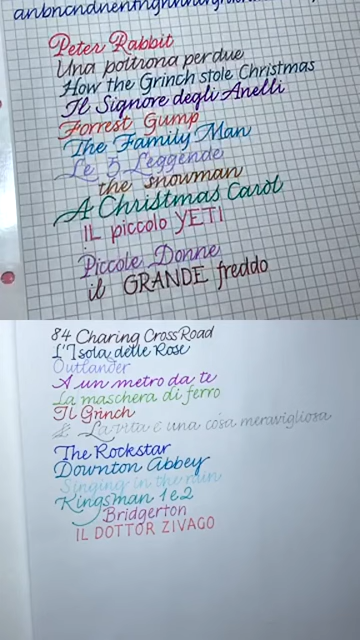 Peter Rabbit
Una poltrona per due
How the Grinch stole Christmas
Il Signore degli Anelli
Forrest Gump
The Family Man
Le 5 Leggende
the snowman
A Christmas Carol
IL piccolo YETI
Piccole Donne
il GRANDE freddo
84 Charing Cross Road
L'Isola delle Rose
Outlander
A un metro da te
La maschera di ferro
Il Grinch
La vita è una cosa meravigliosa
The Rockstar
Downton Abbey
Singing in the rain
Kingsman 1 e 2
Bridgerton
IL DOTTOR ZIVAGO